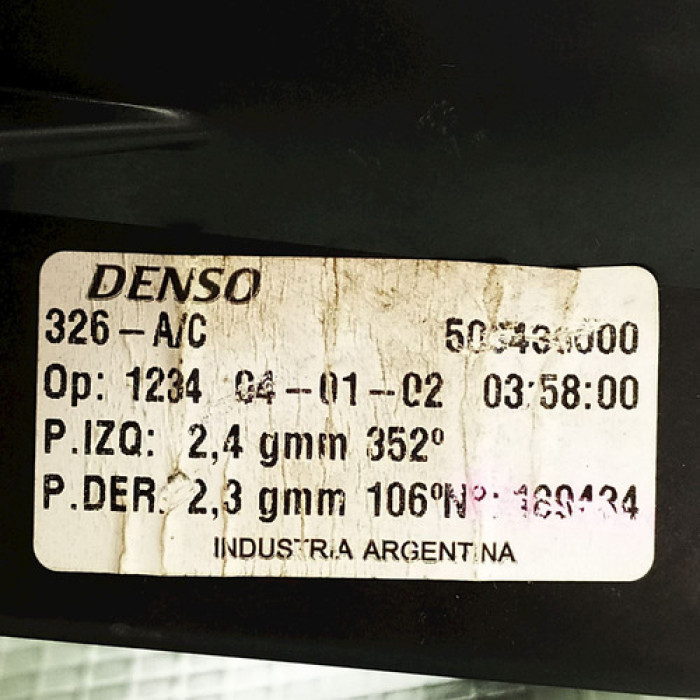 DENSO
326 – A/C
Op: 1234 04–01–02 03:58:00
P.IZQ: 2,4 gmm 352º
P.DER: 2,3 gmm 106º Nº:
INDUSTRIA ARGENTINA